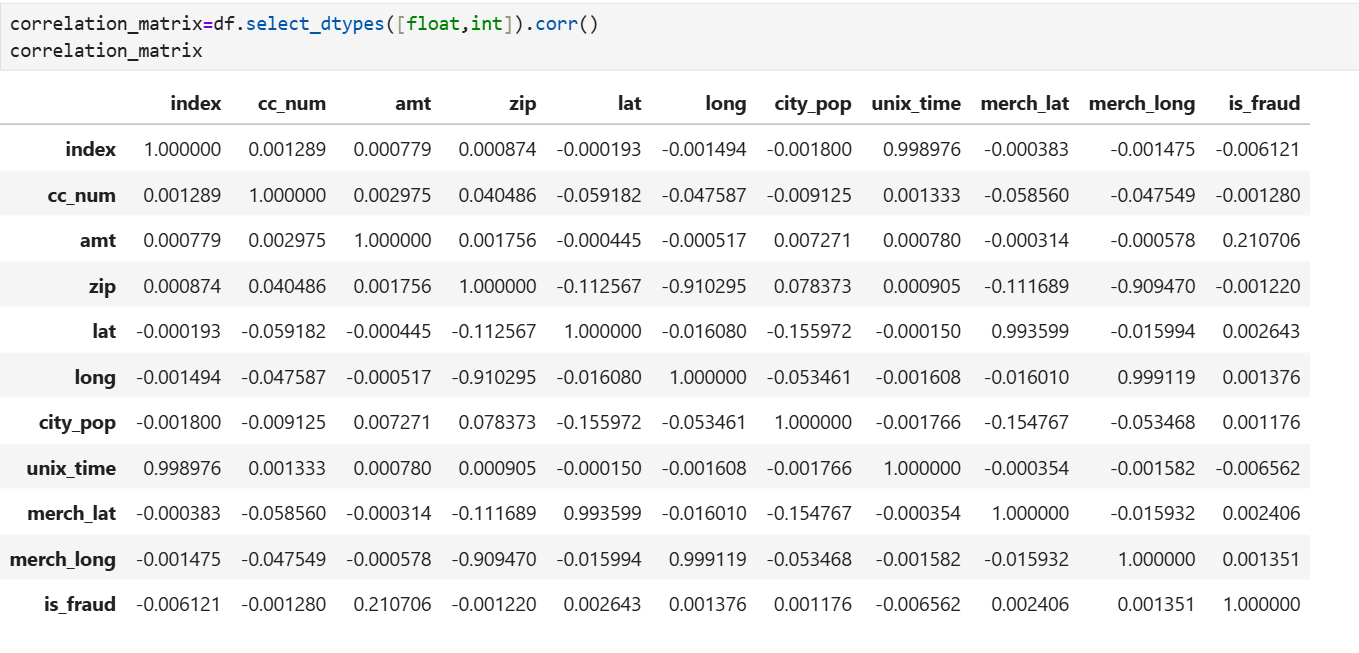 correlation_matrix=df.select_dtypes([float,int]).corr()
correlation_matrix
index cc_num amt zip lat long city_pop unix_time merch_lat merch_long is_fraud
index 1.000000 0.001289 0.000779 0.000874 -0.000193 -0.001494 -0.001800 0.998976 -0.000383 -0.001475 -0.006121
cc_num 0.001289 1.000000 0.002975 0.040486 -0.059182 -0.047587 -0.009125 0.001333 -0.058560 -0.047549 -0.001280
amt 0.000779 0.002975 1.000000 0.001756 -0.000445 -0.000517 0.007271 0.000780 -0.000314 -0.000578 0.210706
zip 0.000874 0.040486 0.001756 1.000000 -0.112567 -0.910295 0.078373 0.000905 -0.111689 -0.909470 -0.001220
lat -0.000193 -0.059182 -0.000445 -0.112567 1.000000 -0.016080 -0.155972 -0.000150 0.993599 -0.015994 0.002643
long -0.001494 -0.047587 -0.000517 -0.910295 -0.016080 1.000000 -0.053461 -0.001608 -0.016010 0.999119 0.001376
city_pop -0.001800 -0.009125 0.007271 0.078373 -0.155972 -0.053461 1.000000 -0.001766 -0.154767 -0.053468 0.001176
unix_time 0.998976 0.001333 0.000780 0.000905 -0.000150 -0.001608 -0.001766 1.000000 -0.000354 -0.001582 -0.006562
merch_lat -0.000383 -0.058560 -0.000314 -0.111689 0.993599 -0.016010 -0.154767 -0.000354 1.000000 -0.015932 0.002406
merch_long -0.001475 -0.047549 -0.000578 -0.909470 -0.015994 0.999119 -0.053468 -0.001582 -0.015932 1.000000 0.001351
is_fraud -0.006121 -0.001280 0.210706 -0.001220 0.002643 0.001376 0.001176 -0.006562 0.002406 0.001351 1.000000